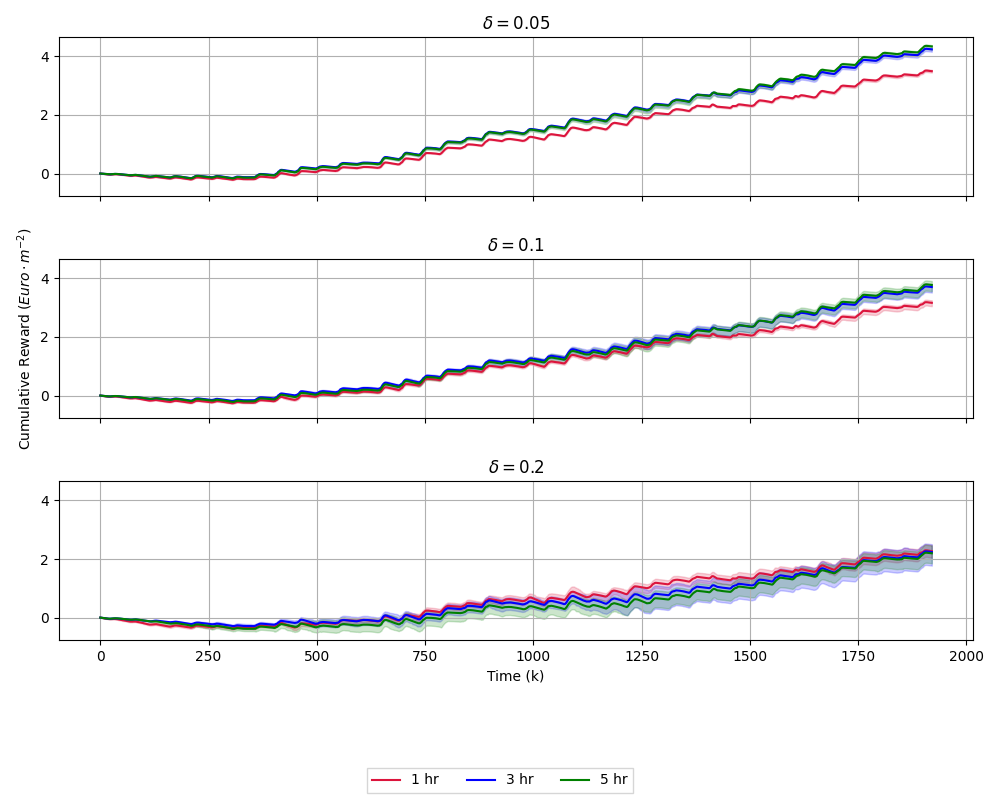 δ = 0.05
4
2
0
δ = 0.1
4
2
0
Cumulative Reward (Euro · m⁻²)
δ = 0.2
4
2
0
0 250 500 750 1000 1250 1500 1750 2000
Time (k)
1 hr 3 hr 5 hr